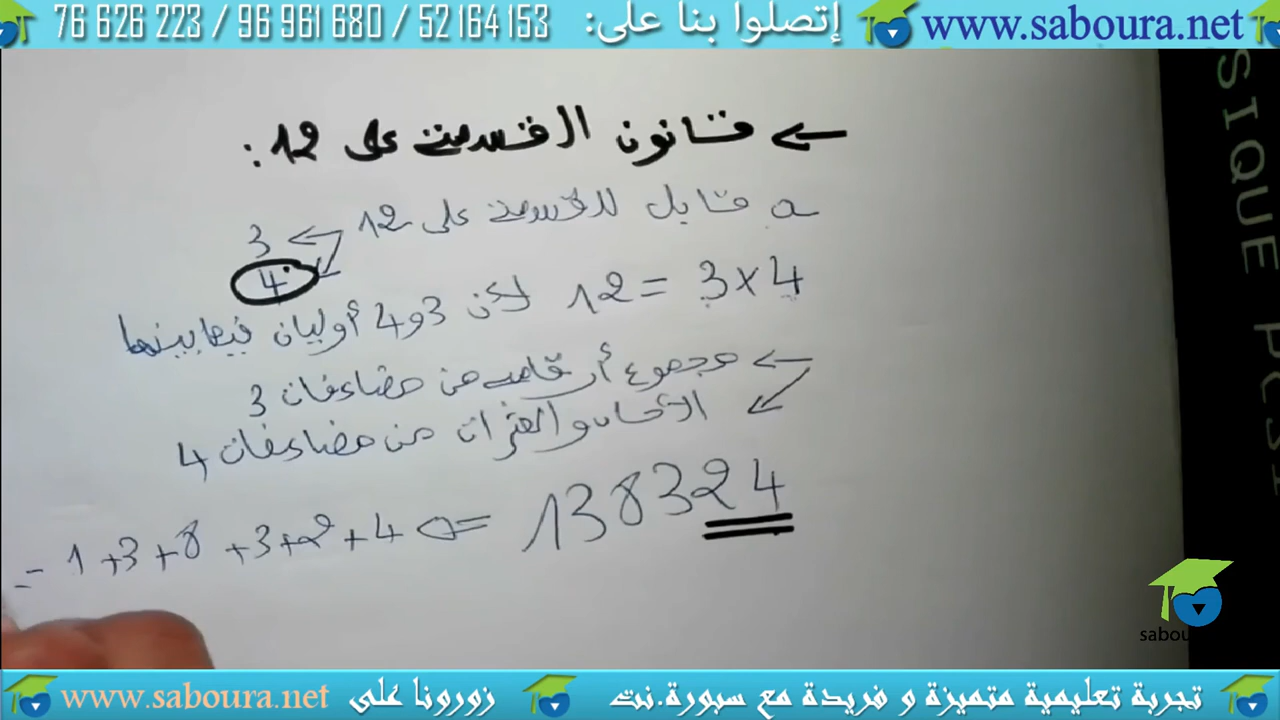 إتصلوا بنا على: 76 626 223 / 96 961 680 / 52 164 153
www.saboura.net
← قانون القسمة على 12 :
a قابل للقسمة على 12 ← 3
4
12 = 3 x 4 لكن 3 و 4 أوليان فيما بينهما
← مجموع أرقامه من مضاعفات 3
الآحاد والعشرات من مضاعفات 4
138324
1 + 3 + 8 + 3 + 2 + 4
=
SIQUE
saboura
تجربة تعليمية متميزة و فريدة مع سبورة.نت
زورونا على www.saboura.net